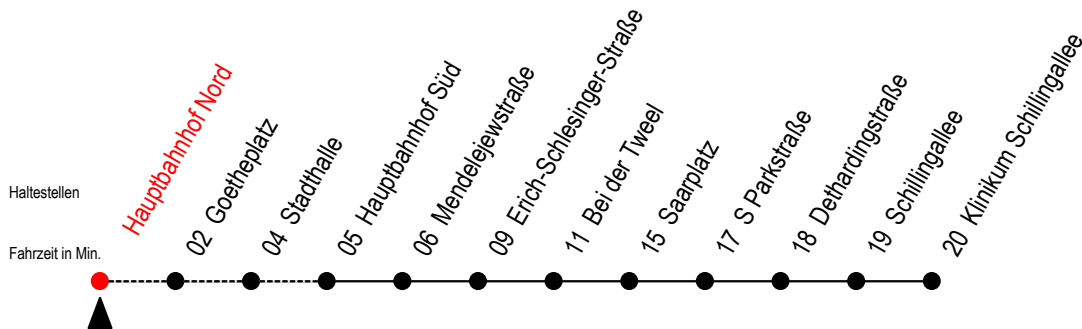 Hauptbahnhof Nord
02 Goetheplatz
04 Stadthalle
05 Hauptbahnhof Süd
06 Mendelejewstraße
09 Erich-Schlesinger-Straße
11 Bei der Tweel
15 Saarplatz
17 S Parkstraße
18 Dethardingstraße
19 Schillingallee
20 Klinikum Schillingallee
Haltestellen
Fahrzeit in Min.